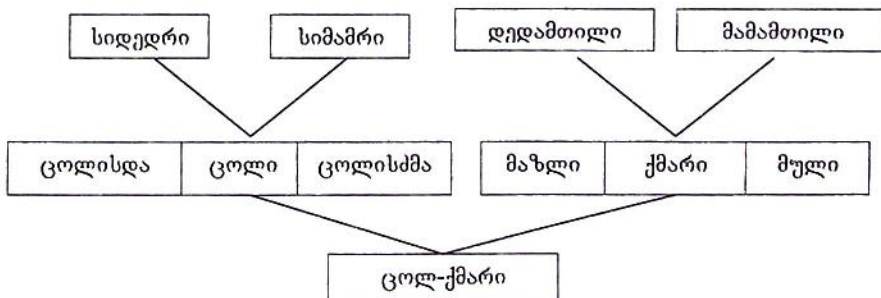 სიდედრი სიმამრი დედამთილი მამამთილი
ცოლისდა ცოლი ცოლისძმა მაზლი ქმარი მული
ცოლ-ქმარი